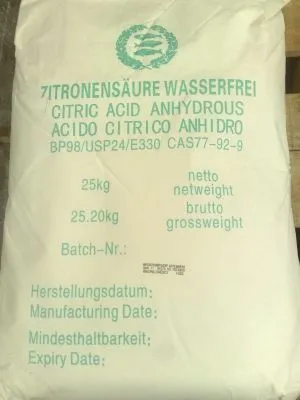 ZITRONENSÄURE WASSERFREI
CITRIC ACID ANHYDROUS
ACIDO CITRICO ANHIDRO
BP98/USP24/E330 CAS77-92-9
25kg netto
netweight
25.20kg brutto
grossweight
Batch-Nr.:
Herstellungsdatum:
Manufacturing Date:
Mindesthaltbarkeit:
Expiry Date: